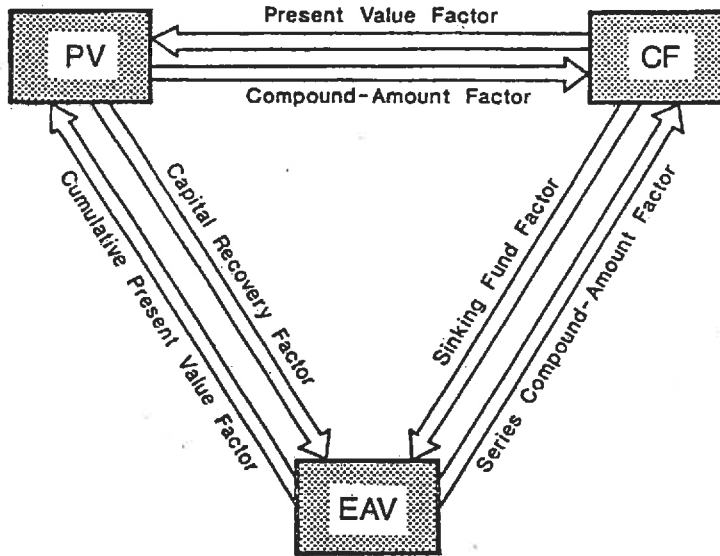 Present Value Factor
PV
CF
Compound-Amount Factor
Cumulative Present Value Factor
Capital Recovery Factor
Sinking Fund Factor
Series Compound-Amount Factor
EAV